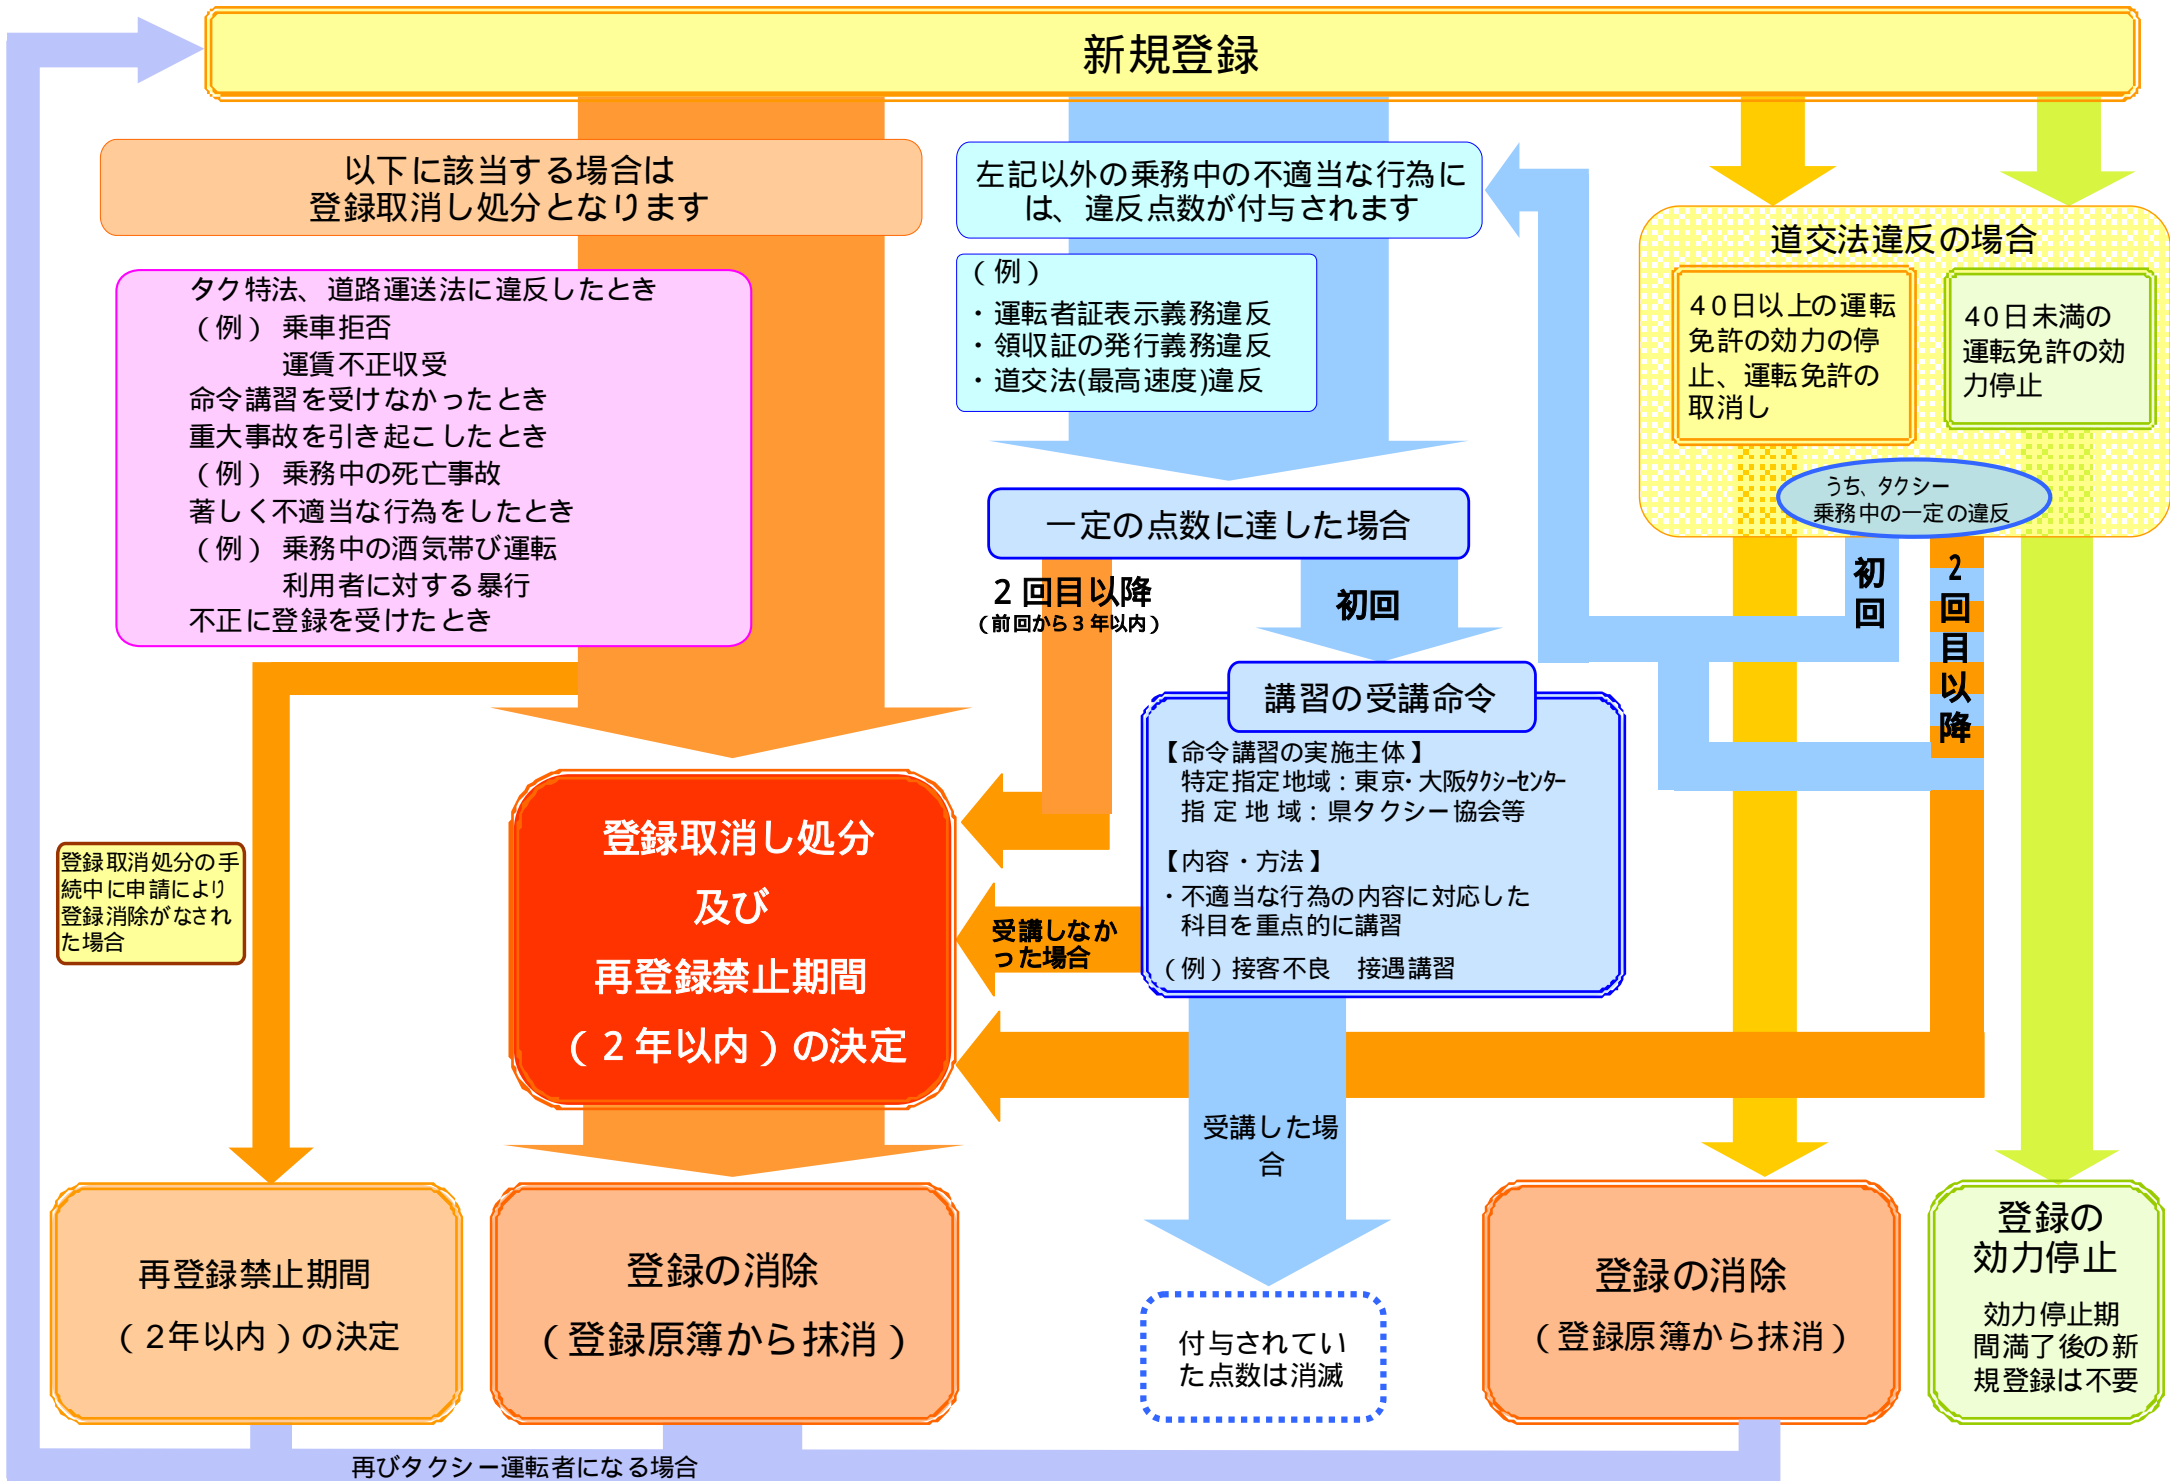 新規登録
以下に該当する場合は
登録取消し処分となります
タク特法、道路運送法に違反したとき
（例） 乗車拒否
運賃不正収受
命令講習を受けなかったとき
重大事故を引き起こしたとき
（例） 乗務中の死亡事故
著しく不適当な行為をしたとき
（例） 乗務中の酒気帯び運転
利用者に対する暴行
不正に登録を受けたとき
左記以外の乗務中の不適当な行為に
は、違反点数が付与されます
（例）
・運転者証表示義務違反
・領収証の発行義務違反
・道交法(最高速度)違反
道交法違反の場合
40日以上の運転
免許の効力の停
止、運転免許の
取消し
40日未満の
運転免許の効
力停止
うち、タクシー
乗務中の一定の違反
一定の点数に達した場合
2回目以降
（前回から3年以内）
初回
初回
2回目以降
講習の受講命令
【命令講習の実施主体】
特定指定地域：東京・大阪タクシーセンター
指 定 地 域：県タクシー協会等
【内容・方法】
・不適当な行為の内容に対応した
科目を重点的に講習
（例）接客不良　接遇講習
登録取消し処分
及び
再登録禁止期間
（2年以内）の決定
受講しなか
った場合
登録取消処分の手
続中に申請により
登録消除がなされ
た場合
受講した場
合
再登録禁止期間
（2年以内）の決定
登録の消除
（登録原簿から抹消）
付与されてい
た点数は消滅
登録の消除
（登録原簿から抹消）
登録の
効力停止
効力停止期
間満了後の新
規登録は不要
再びタクシー運転者になる場合